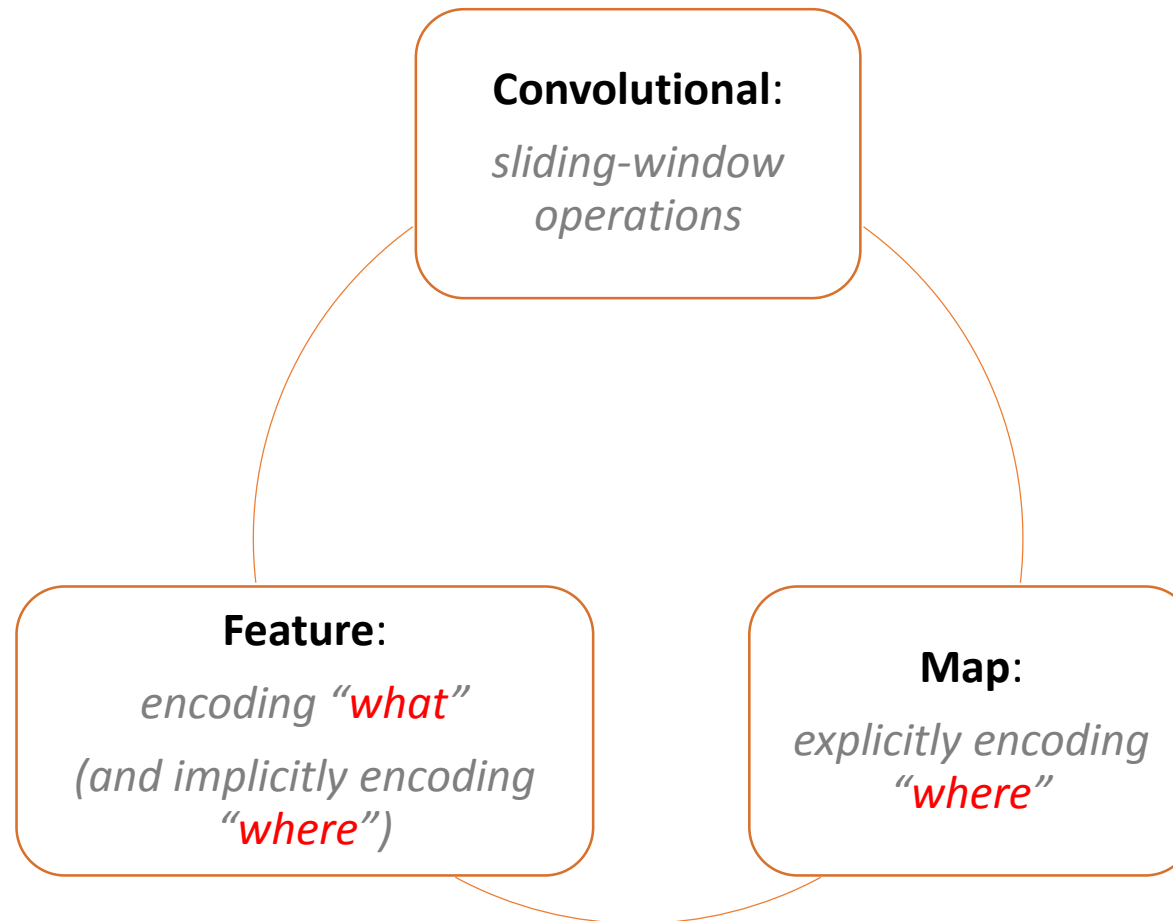 Convolutional:
sliding-window
operations
Feature:
encoding “what”
(and implicitly encoding
“where”)
Map:
explicitly encoding
“where”